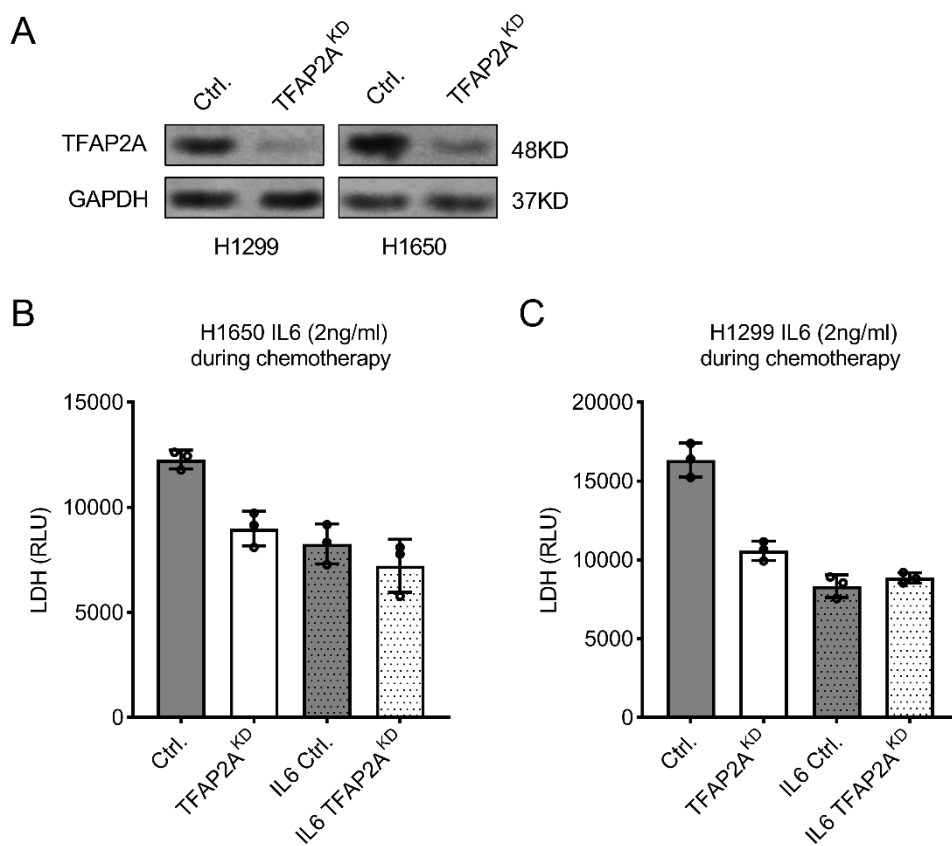 A
Ctrl. TFAP2A^KD Ctrl. TFAP2A^KD
TFAP2A 48KD
GAPDH 37KD
H1299 H1650
B
H1650 IL6 (2ng/ml)
during chemotherapy
LDH (RLU)
15000
10000
5000
0
Ctrl.
TFAP2A^KD
IL6 Ctrl.
IL6 TFAP2A^KD
C
H1299 IL6 (2ng/ml)
during chemotherapy
LDH (RLU)
20000
15000
10000
5000
0
Ctrl.
TFAP2A^KD
IL6 Ctrl.
IL6 TFAP2A^KD